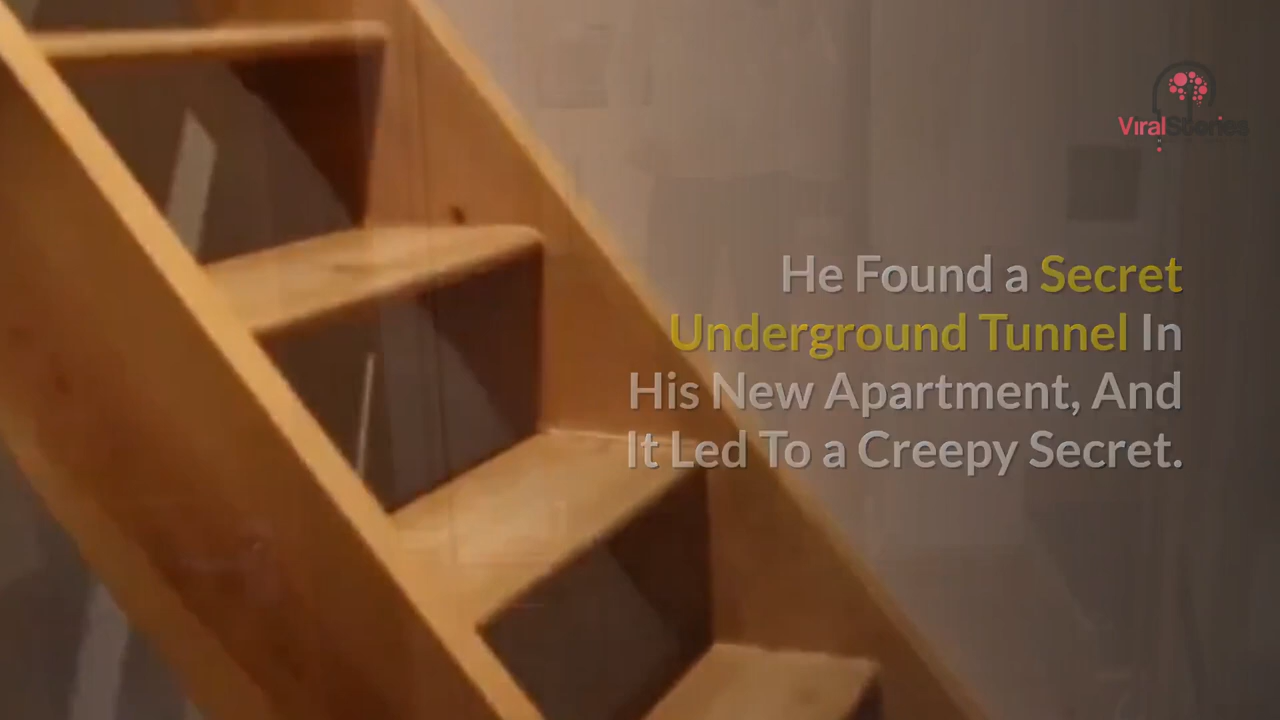 ViralStories
He Found a Secret
Underground Tunnel In
His New Apartment, And
It Led To a Creepy Secret.